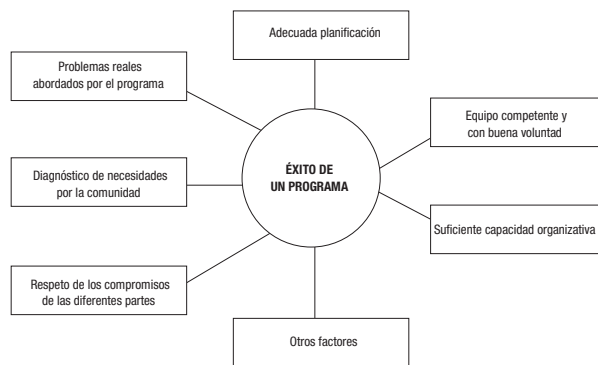 Adecuada planificación
Problemas reales
abordados por el programa
Equipo competente y
con buena voluntad
ÉXITO DE
UN PROGRAMA
Diagnóstico de necesidades
por la comunidad
Suficiente capacidad organizativa
Respeto de los compromisos
de las diferentes partes
Otros factores